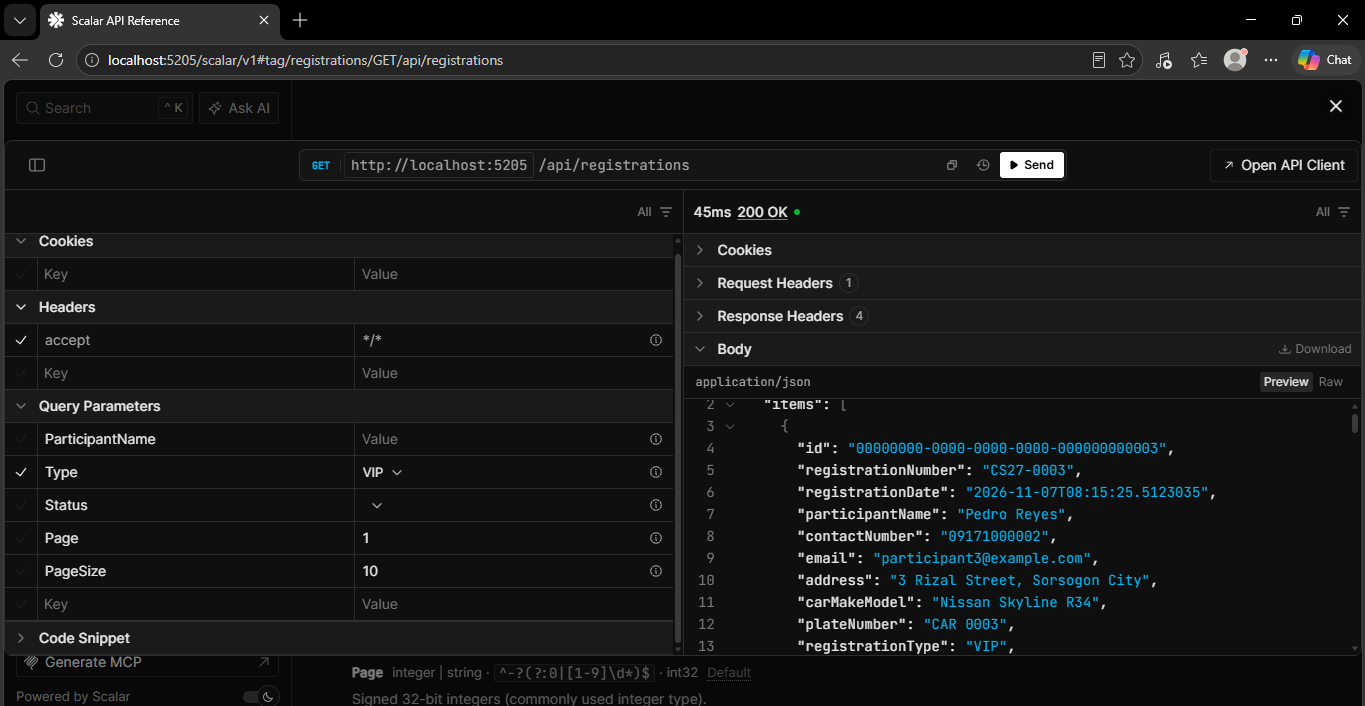 Scalar API Reference
localhost:5205/scalar/v1#tag/registrations/GET/api/registrations
Chat
Search
^ K
Ask AI
GET
http://localhost:5205
/api/registrations
Send
Open API Client
All
45ms 200 OK
All
Cookies
Key Value
Headers
accept */*
Key Value
Query Parameters
ParticipantName Value
Type VIP
Status
Page 1
PageSize 10
Key Value
Code Snippet
Cookies
Request Headers 1
Response Headers 4
Body
Download
application/json
Preview Raw
2 "items": [
3 {
4 "id": "00000000-0000-0000-0000-000000000003",
5 "registrationNumber": "CS27-0003",
6 "registrationDate": "2026-11-07T08:15:25.5123035",
7 "participantName": "Pedro Reyes",
8 "contactNumber": "09171000002",
9 "email": "participant3@example.com",
10 "address": "3 Rizal Street, Sorsogon City",
11 "carMakeModel": "Nissan Skyline R34",
12 "plateNumber": "CAR 0003",
13 "registrationType": "VIP",
Generate MCP
Powered by Scalar
Page integer | string · ^-?(?:0|[1-9]\d*)$ · int32 Default
Signed 32-bit integers (commonly used integer type).